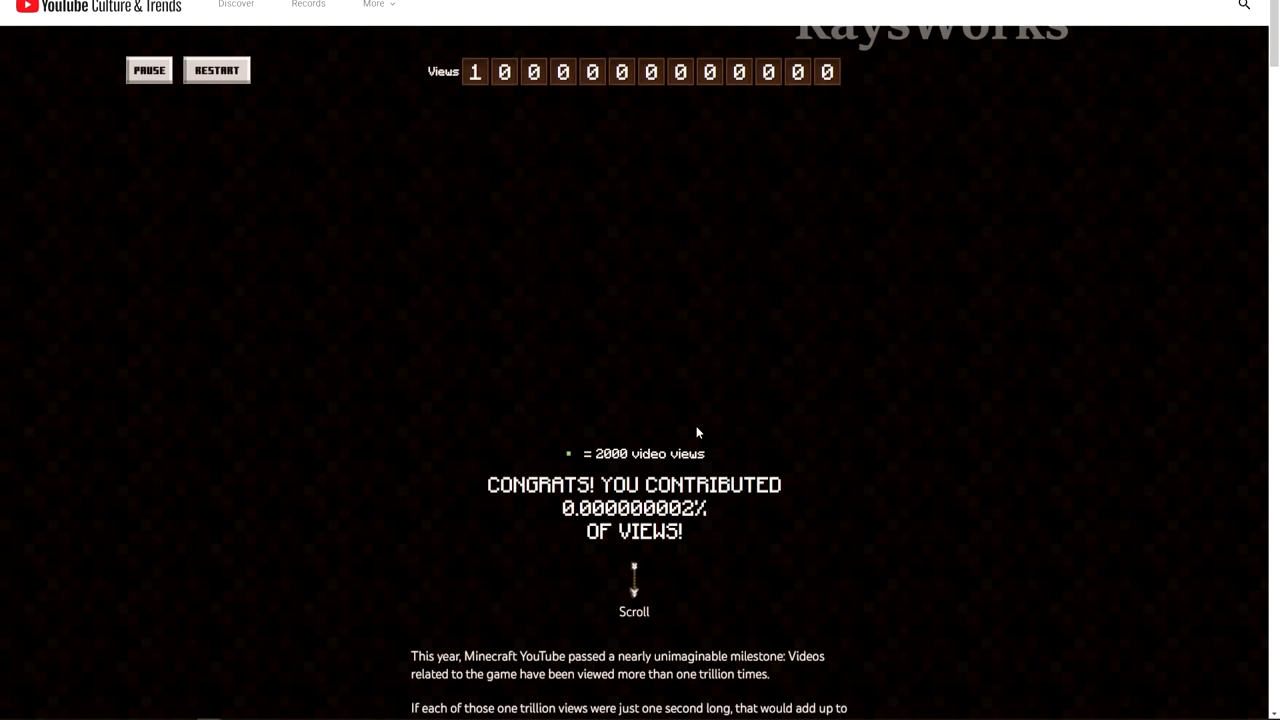 YouTube Culture & Trends
Discover
Records
More
RaysWorks
PAUSE
RESTART
Views 1 0 0 0 0 0 0 0 0 0 0 0 0
= 2000 video views
CONGRATS! YOU CONTRIBUTED
0.000000002%
OF VIEWS!
Scroll
This year, Minecraft YouTube passed a nearly unimaginable milestone: Videos
related to the game have been viewed more than one trillion times.
If each of those one trillion views were just one second long, that would add up to